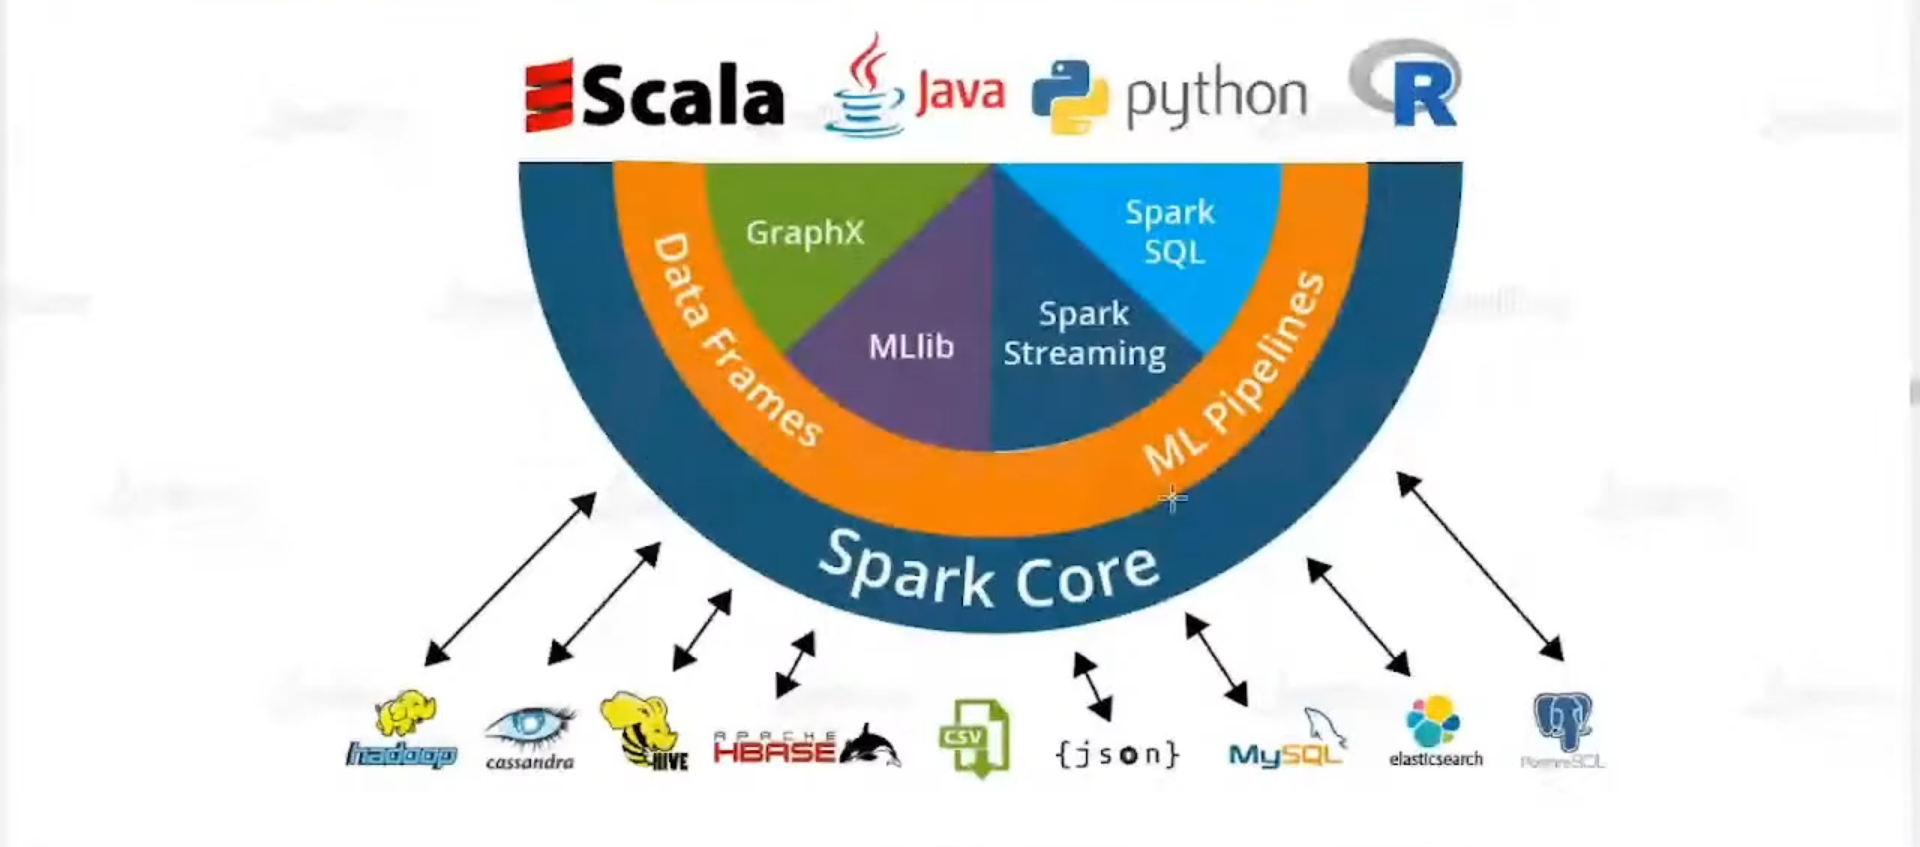 Scala
Java
python
R
GraphX
Spark
SQL
MLlib
Spark
Streaming
Data Frames
ML Pipelines
Spark Core
hadoop
cassandra
HIVE
APACHE
HBASE
CSV
{json}
MySQL
elasticsearch
PostgreSQL